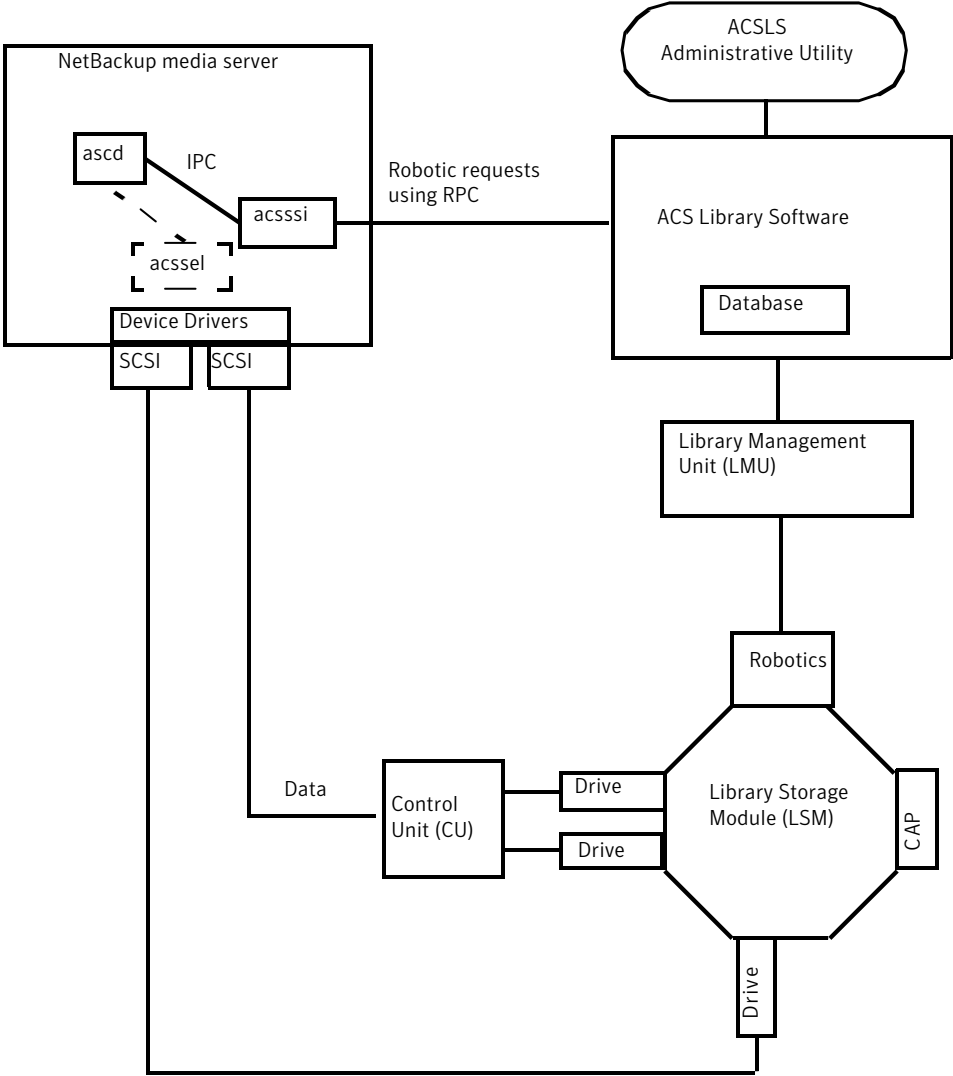 ACSLS
Administrative Utility
NetBackup media server
ascd
IPC
acsssi
acssel
Robotic requests
using RPC
ACS Library Software
Database
Device Drivers
SCSI
SCSI
Library Management
Unit (LMU)
Robotics
Data
Control
Unit (CU)
Drive
Drive
Library Storage
Module (LSM)
CAP
Drive